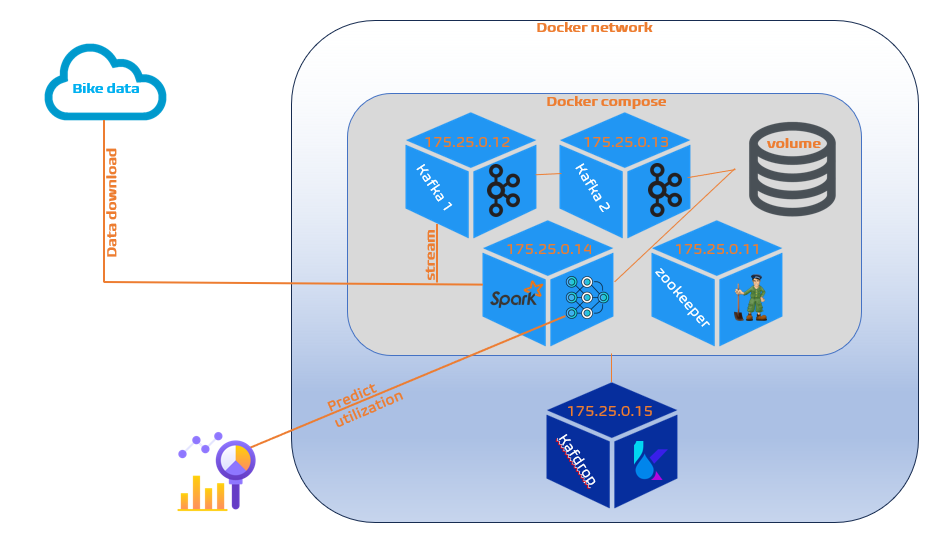 Docker network
Bike data
Docker compose
175.25.0.12
175.25.0.13
volume
Kafka 1
Kafka 2
Data download
stream
175.25.0.14
175.25.0.11
Spark
zookeeper
Predict
utilization
175.25.0.15
Kafdrop